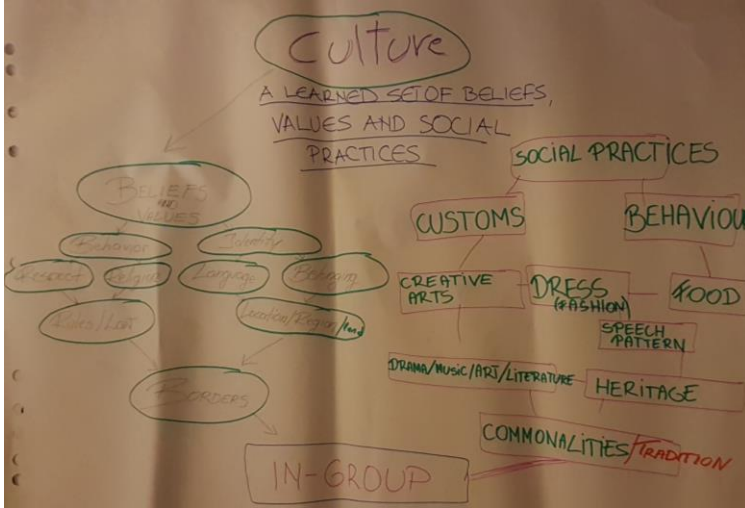 Culture
A LEARNED SET OF BELIEFS,
VALUES AND SOCIAL
PRACTICES
BELIEFS
AND
VALUES
Behavior
Identity
Respect
Religion
Language
Belonging
Rules/Law
Location/Region/land
BORDERS
IN-GROUP
SOCIAL PRACTICES
CUSTOMS
BEHAVIOU
CREATIVE
ARTS
DRESS
(FASHION)
FOOD
SPEECH
PATTERN
DRAMA/MUSIC/ART/LITERATURE
HERITAGE
COMMONALITIES/TRADITION